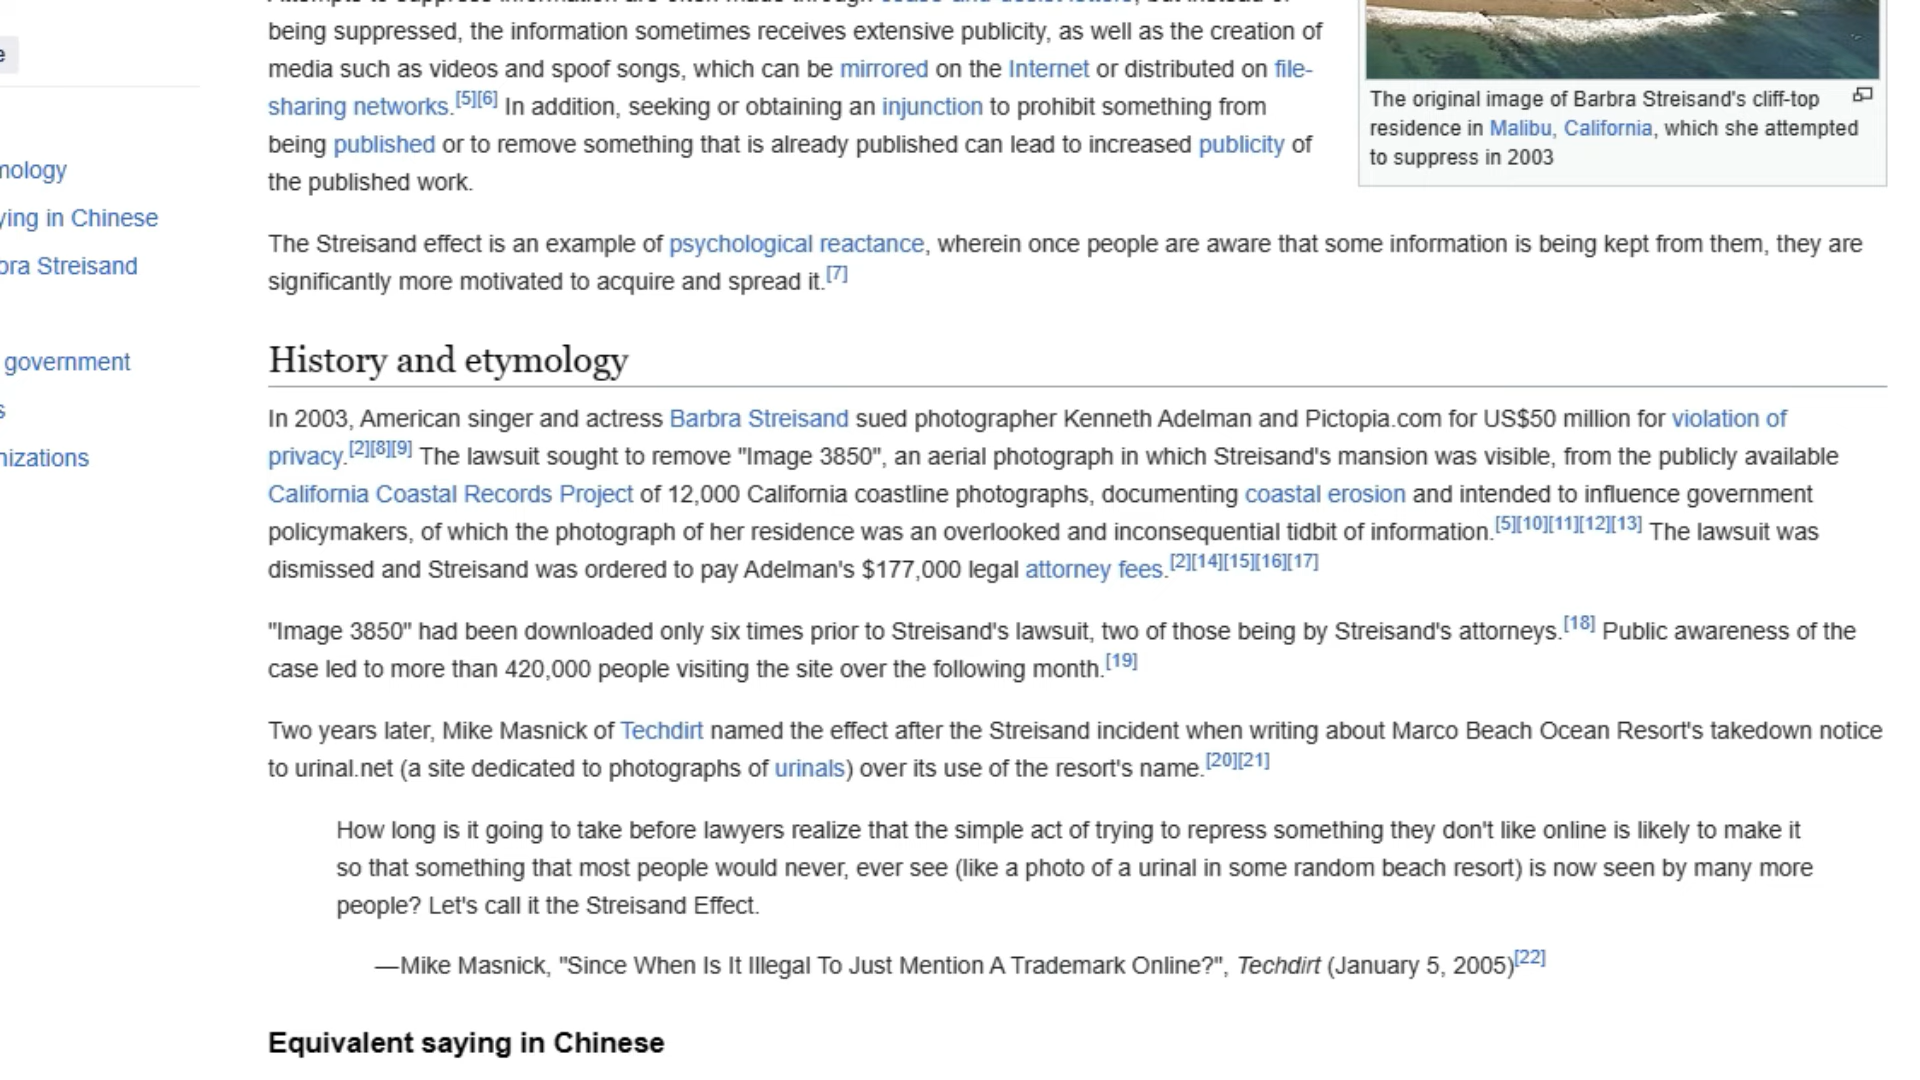 being suppressed, the information sometimes receives extensive publicity, as well as the creation of
media such as videos and spoof songs, which can be mirrored on the Internet or distributed on file-
sharing networks.[5][6] In addition, seeking or obtaining an injunction to prohibit something from
being published or to remove something that is already published can lead to increased publicity of
the published work.
The original image of Barbra Streisand's cliff-top
residence in Malibu, California, which she attempted
to suppress in 2003
e
nology
ying in Chinese
bra Streisand
government
s
nizations
The Streisand effect is an example of psychological reactance, wherein once people are aware that some information is being kept from them, they are
significantly more motivated to acquire and spread it.[7]
History and etymology
In 2003, American singer and actress Barbra Streisand sued photographer Kenneth Adelman and Pictopia.com for US$50 million for violation of
privacy.[2][8][9] The lawsuit sought to remove "Image 3850", an aerial photograph in which Streisand's mansion was visible, from the publicly available
California Coastal Records Project of 12,000 California coastline photographs, documenting coastal erosion and intended to influence government
policymakers, of which the photograph of her residence was an overlooked and inconsequential tidbit of information.[5][10][11][12][13] The lawsuit was
dismissed and Streisand was ordered to pay Adelman's $177,000 legal attorney fees.[2][14][15][16][17]
"Image 3850" had been downloaded only six times prior to Streisand's lawsuit, two of those being by Streisand's attorneys.[18] Public awareness of the
case led to more than 420,000 people visiting the site over the following month.[19]
Two years later, Mike Masnick of Techdirt named the effect after the Streisand incident when writing about Marco Beach Ocean Resort's takedown notice
to urinal.net (a site dedicated to photographs of urinals) over its use of the resort's name.[20][21]
How long is it going to take before lawyers realize that the simple act of trying to repress something they don't like online is likely to make it
so that something that most people would never, ever see (like a photo of a urinal in some random beach resort) is now seen by many more
people? Let's call it the Streisand Effect.
—Mike Masnick, "Since When Is It Illegal To Just Mention A Trademark Online?", Techdirt (January 5, 2005)[22]
Equivalent saying in Chinese